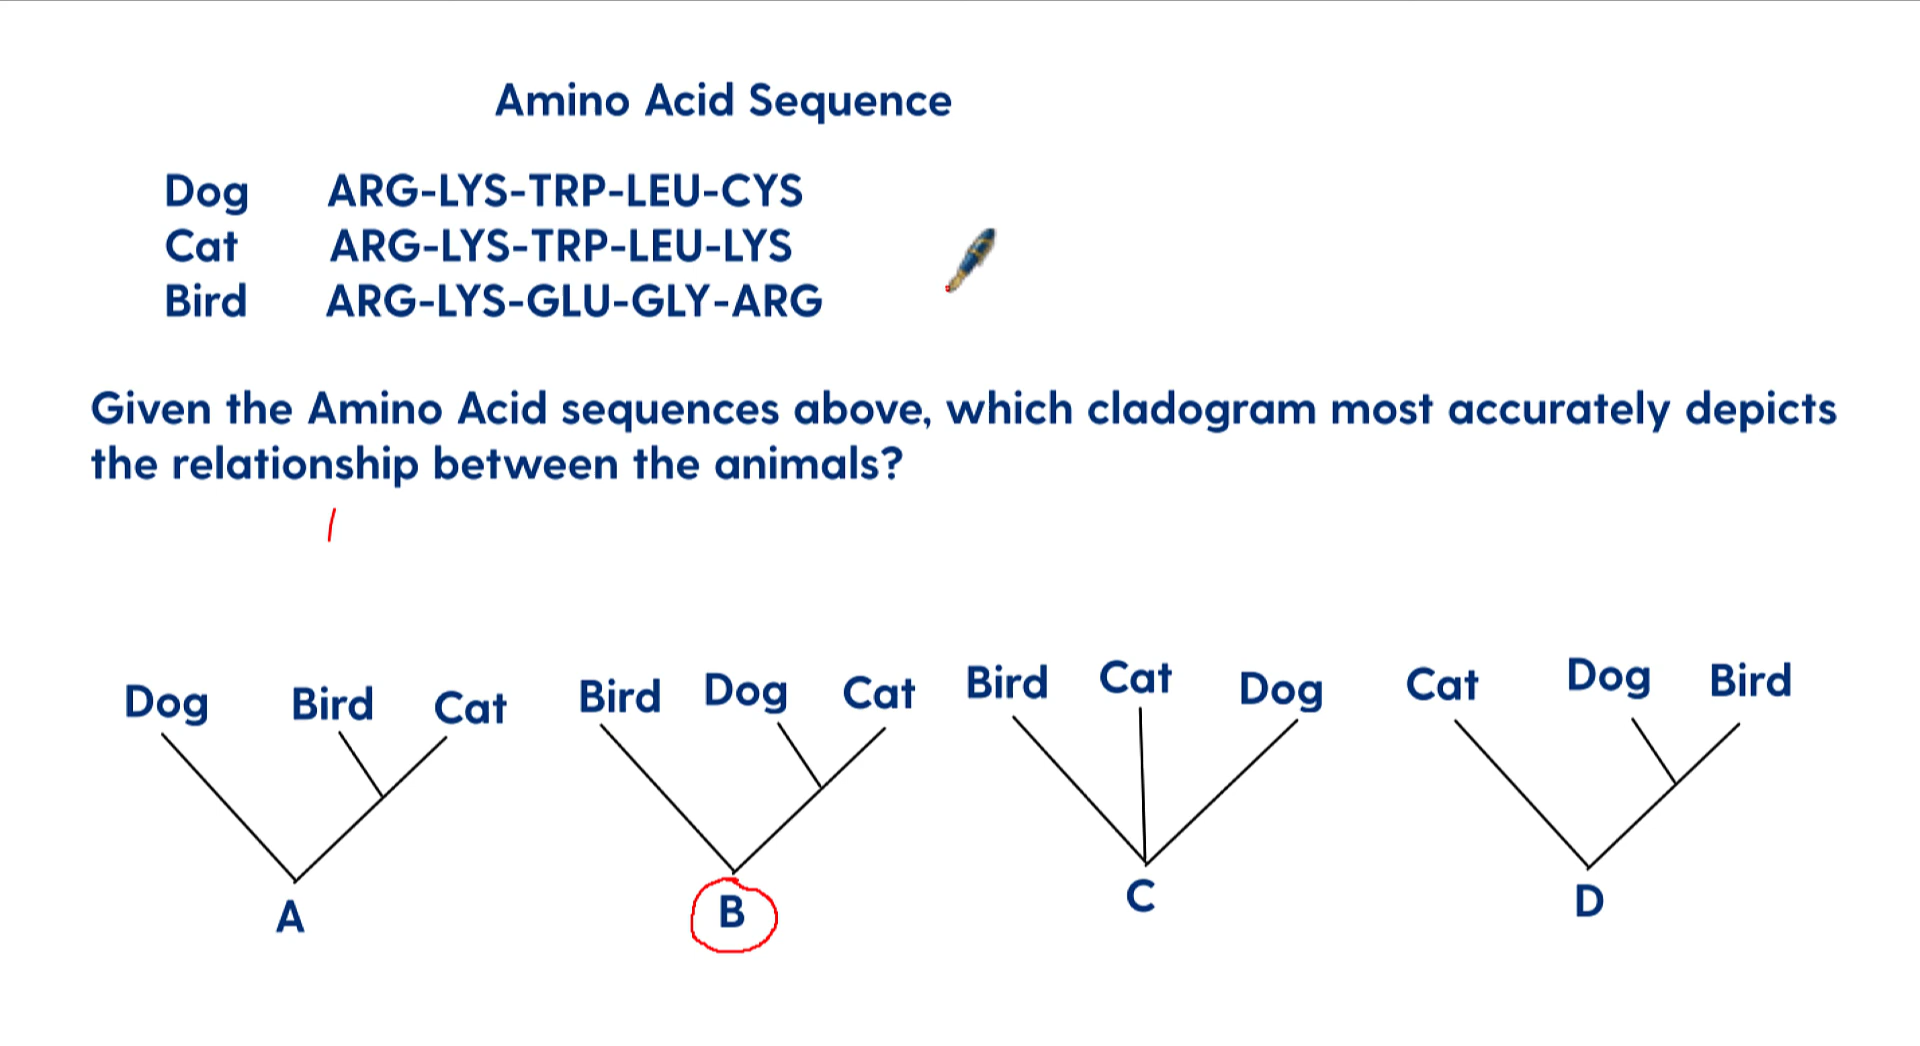 Amino Acid Sequence
Dog ARG-LYS-TRP-LEU-CYS
Cat ARG-LYS-TRP-LEU-LYS
Bird ARG-LYS-GLU-GLY-ARG
Given the Amino Acid sequences above, which cladogram most accurately depicts
the relationship between the animals?
Dog Bird Cat Bird Dog Cat Bird Cat Dog Cat Dog Bird
A B C D